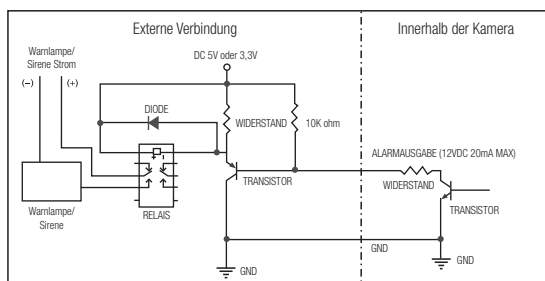 Externe Verbindung
Innerhalb der Kamera
Warnlampe/
Sirene Strom
(−)
(+)
DC 5V oder 3,3V
DIODE
WIDERSTAND
10K ohm
ALARMAUSGABE (12VDC 20mA MAX)
WIDERSTAND
TRANSISTOR
TRANSISTOR
Warnlampe/
Sirene
RELAIS
GND
GND
GND